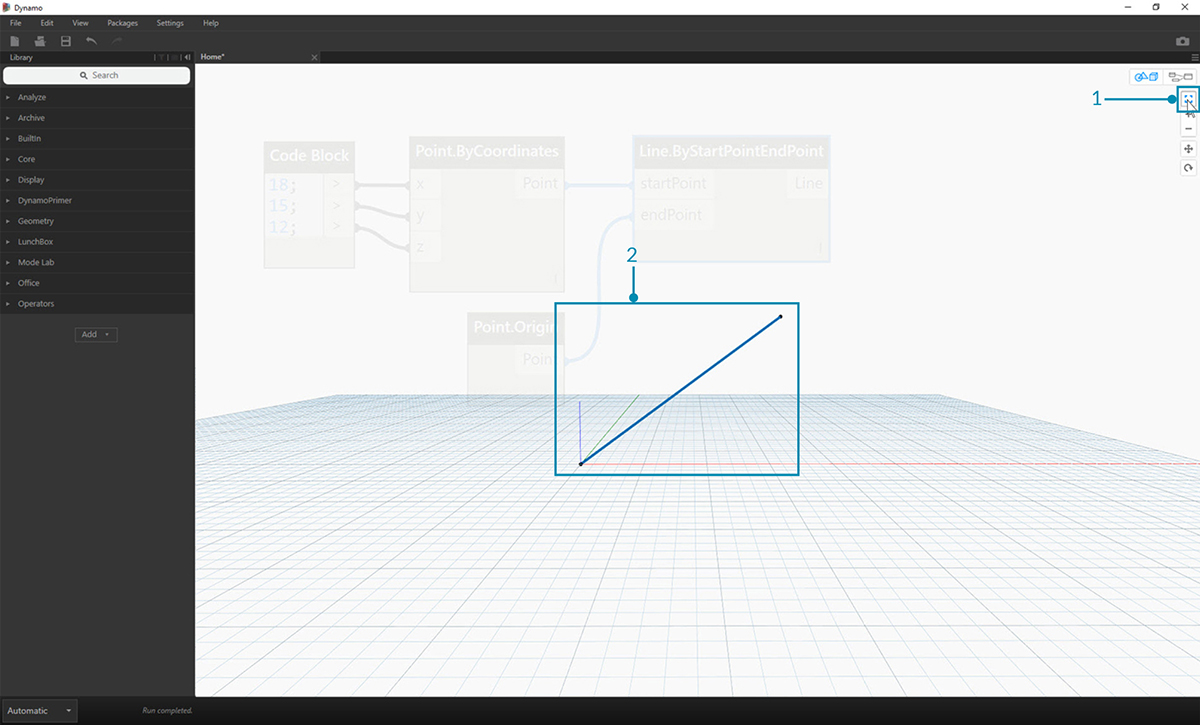 Dynamo
File Edit View Packages Settings Help
Library
Home*
Search
Analyze
Archive
BuiltIn
Core
Display
DynamoPrimer
Geometry
LunchBox
Mode Lab
Office
Operators
Add
1
Code Block
18; >
15; >
12; >
Point.ByCoordinates
x Point
y
z
l
Line.ByStartPointEndPoint
startPoint Line
endPoint
l
2
Point.Origin
Point
Automatic
Run completed.